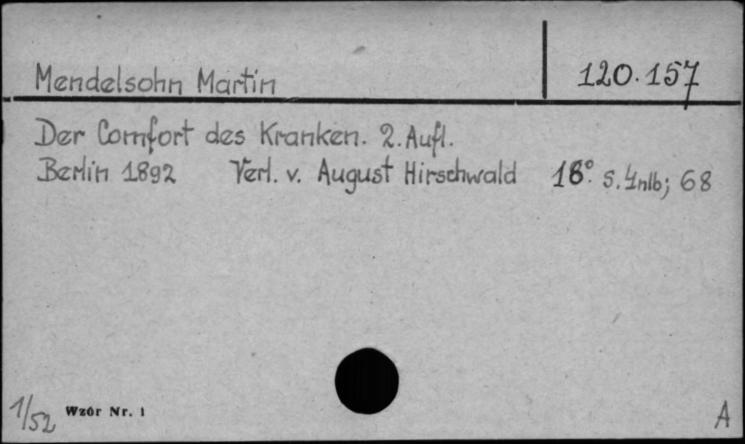 Mendelsohn Martin 120.157
Der Comfort des Kranken. 2. Aufl.
Berlin 1892 Verl. v. August Hirschwald 16° S. 4nlb; 68
1/52 Wzór Nr. 1 A